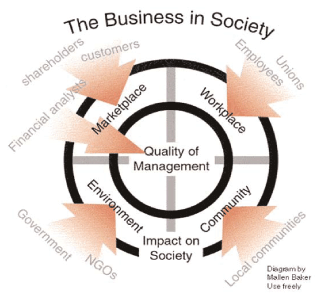 The Business in Society
shareholders
customers
Financial analysts
Employees
Unions
Marketplace
Workplace
Quality of
Management
Environment
Community
Impact on
Society
Government
NGOs
Local communities
Diagram by
Mallen Baker
Use freely